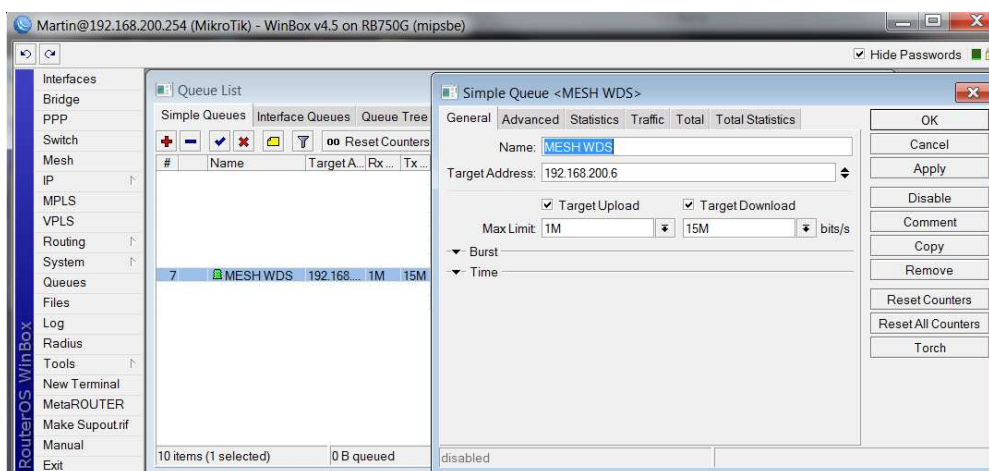 Martin@192.168.200.254 (MikroTik) - WinBox v4.5 on RB750G (mipsbe)
Hide Passwords
Interfaces
Bridge
PPP
Switch
Mesh
IP
MPLS
VPLS
Routing
System
Queues
Files
Log
Radius
Tools
New Terminal
MetaROUTER
Make Supout.rif
Manual
Exit
RouterOS WinBox
Queue List
Simple Queues Interface Queues Queue Tree
00 Reset Counters
# Name Target A... Rx ... Tx ...
7 MESH WDS 192.168.... 1M 15M
10 items (1 selected) 0 B queued
Simple Queue <MESH WDS>
General Advanced Statistics Traffic Total Total Statistics
Name: MESH WDS
Target Address: 192.168.200.6
Target Upload Target Download
Max Limit: 1M 15M bits/s
Burst
Time
disabled
OK
Cancel
Apply
Disable
Comment
Copy
Remove
Reset Counters
Reset All Counters
Torch